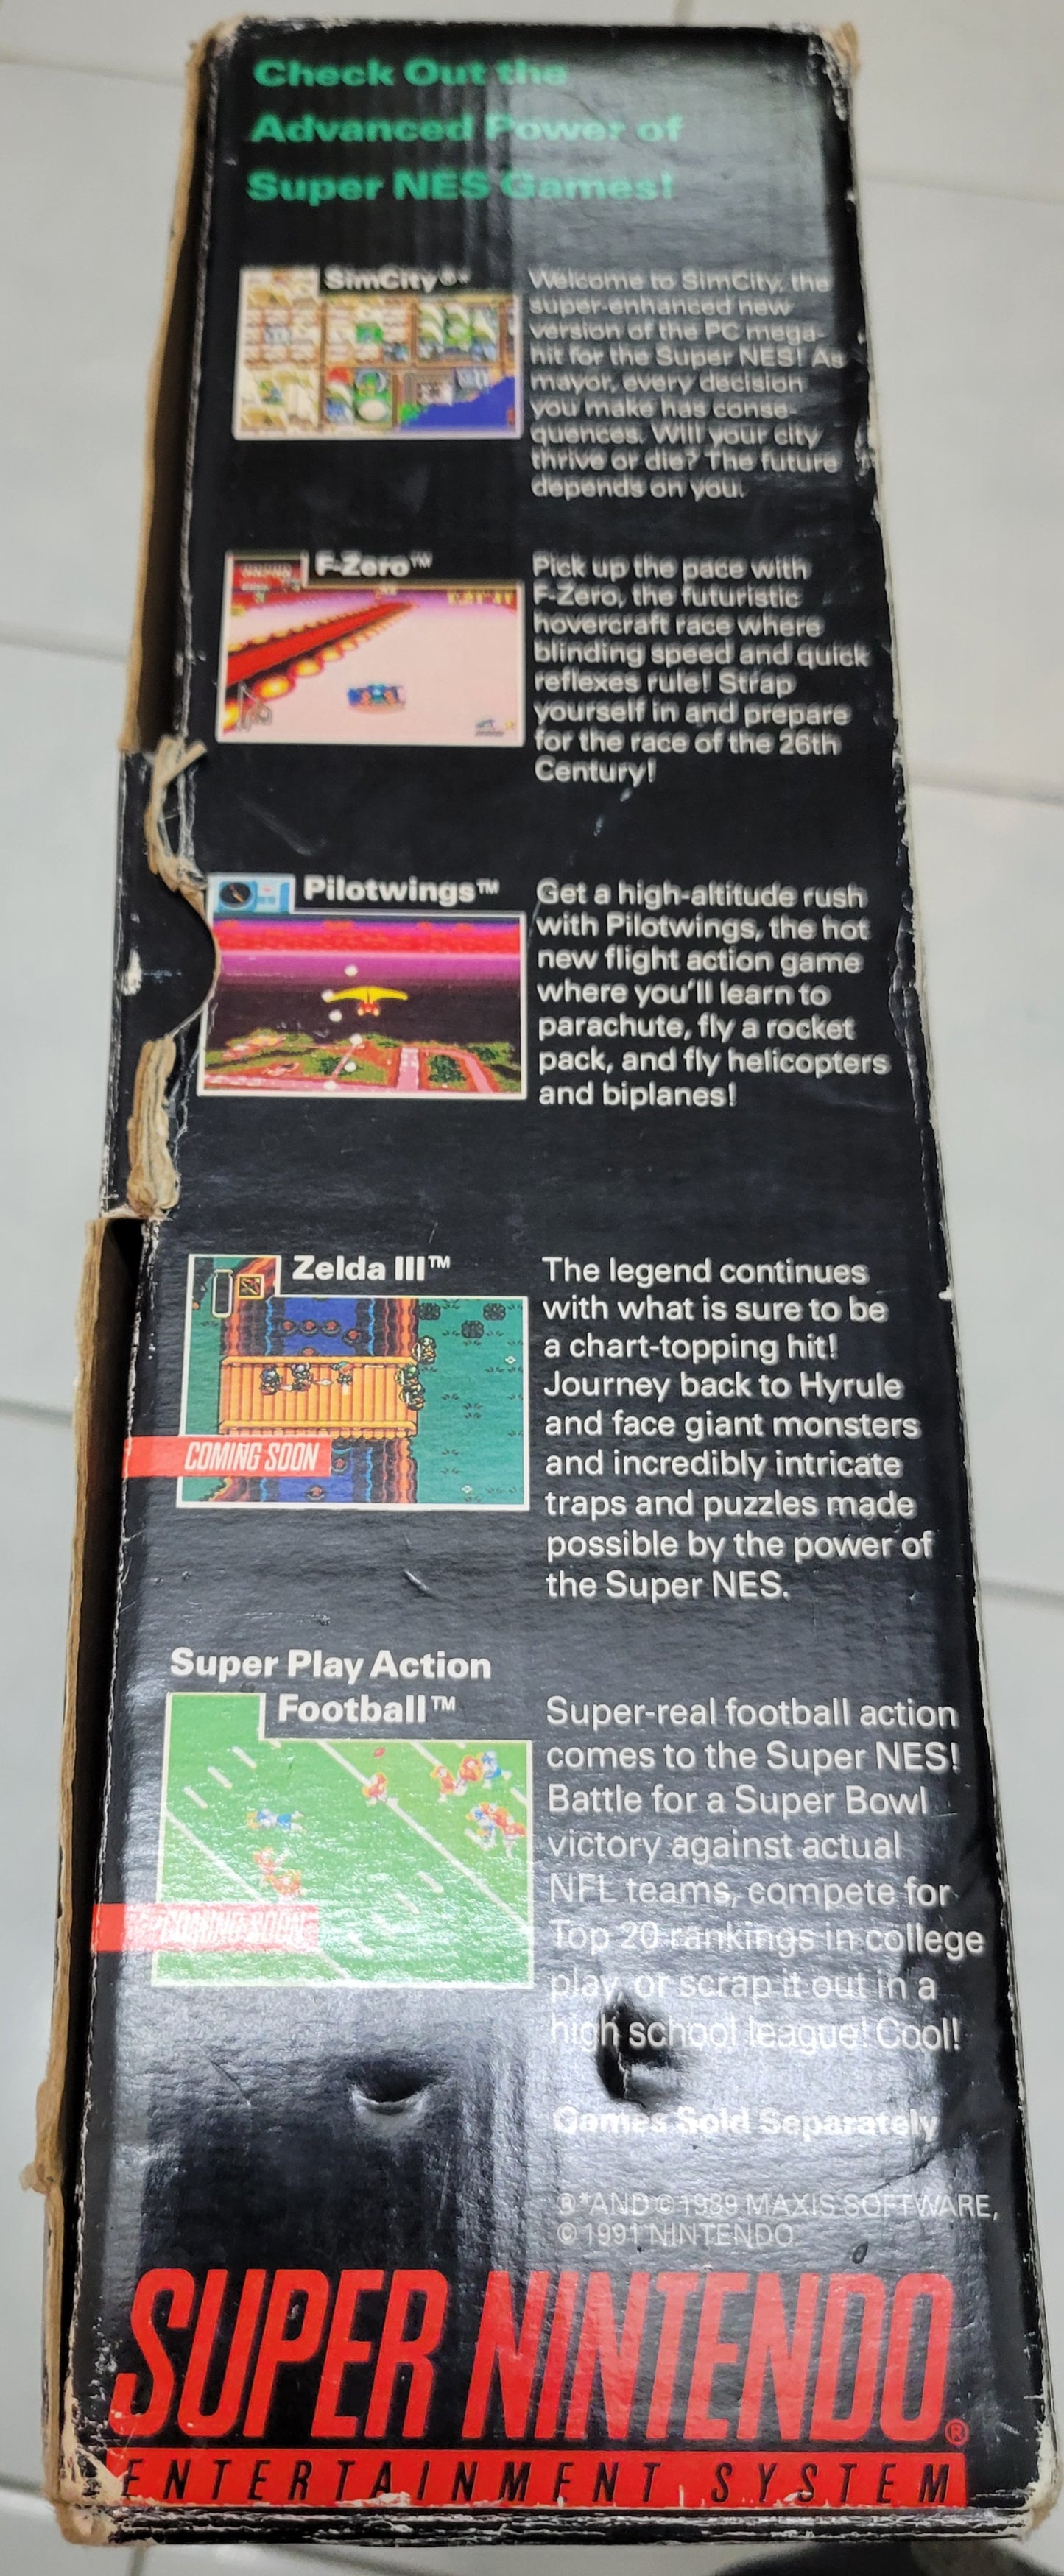 Check Out the
Advanced Power of
Super NES Games!
SimCity®*
Welcome to SimCity, the
super-enhanced new
version of the PC mega-
hit for the Super NES! As
mayor, every decision
you make has conse-
quences. Will your city
thrive or die? The future
depends on you.
F-Zero™
Pick up the pace with
F-Zero, the futuristic
hovercraft race where
blinding speed and quick
reflexes rule! Strap
yourself in and prepare
for the race of the 26th
Century!
Pilotwings™
Get a high-altitude rush
with Pilotwings, the hot
new flight action game
where you'll learn to
parachute, fly a rocket
pack, and fly helicopters
and biplanes!
Zelda III™
COMING SOON
The legend continues
with what is sure to be
a chart-topping hit!
Journey back to Hyrule
and face giant monsters
and incredibly intricate
traps and puzzles made
possible by the power of
the Super NES.
Super Play Action
Football™
COMING SOON
Super-real football action
comes to the Super NES!
Battle for a Super Bowl
victory against actual
NFL teams, compete for
Top 20 rankings in college
play, or scrap it out in a
high school league! Cool!
Games Sold Separately
®*AND © 1989 MAXIS SOFTWARE,
© 1991 NINTENDO.
SUPER NINTENDO®
ENTERTAINMENT SYSTEM